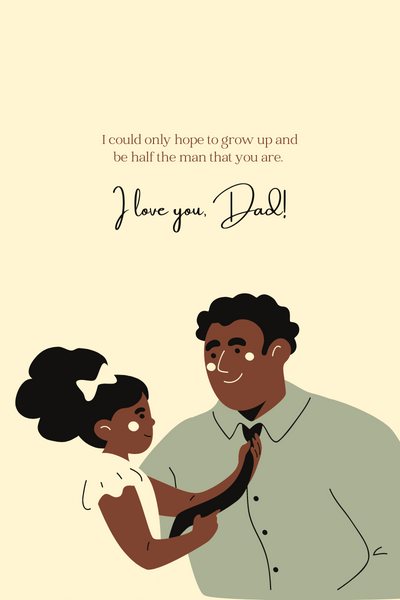 I could only hope to grow up and
be half the man that you are.
I love you, Dad!